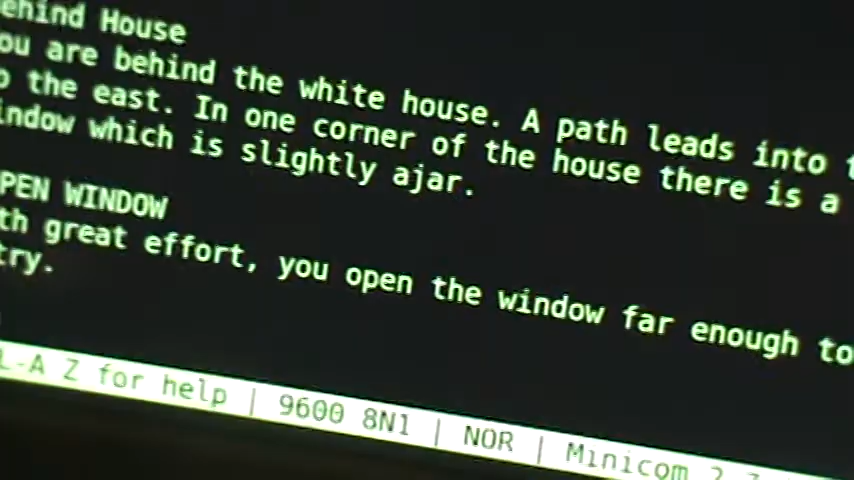 ehind House
ou are behind the white house. A path leads into
o the east. In one corner of the house there is a
indow which is slightly ajar.
PEN WINDOW
th great effort, you open the window far enough to
try.
L-A Z for help | 9600 8N1 | NOR | Minicom 2.7